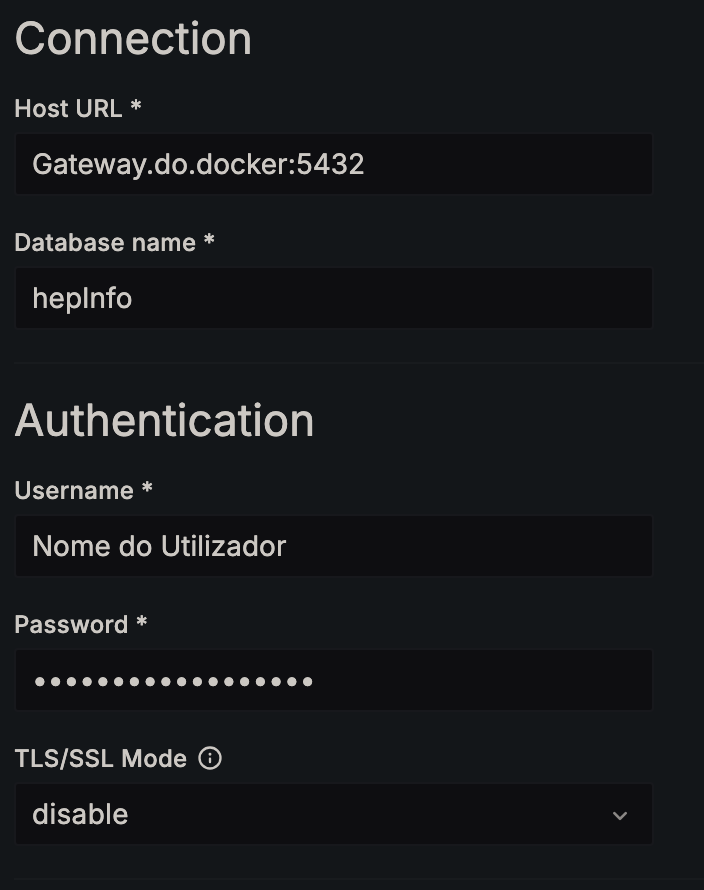 Connection
Host URL *
Gateway.do.docker:5432
Database name *
hepInfo
Authentication
Username *
Nome do Utilizador
Password *
••••••••••••••••••
TLS/SSL Mode
disable